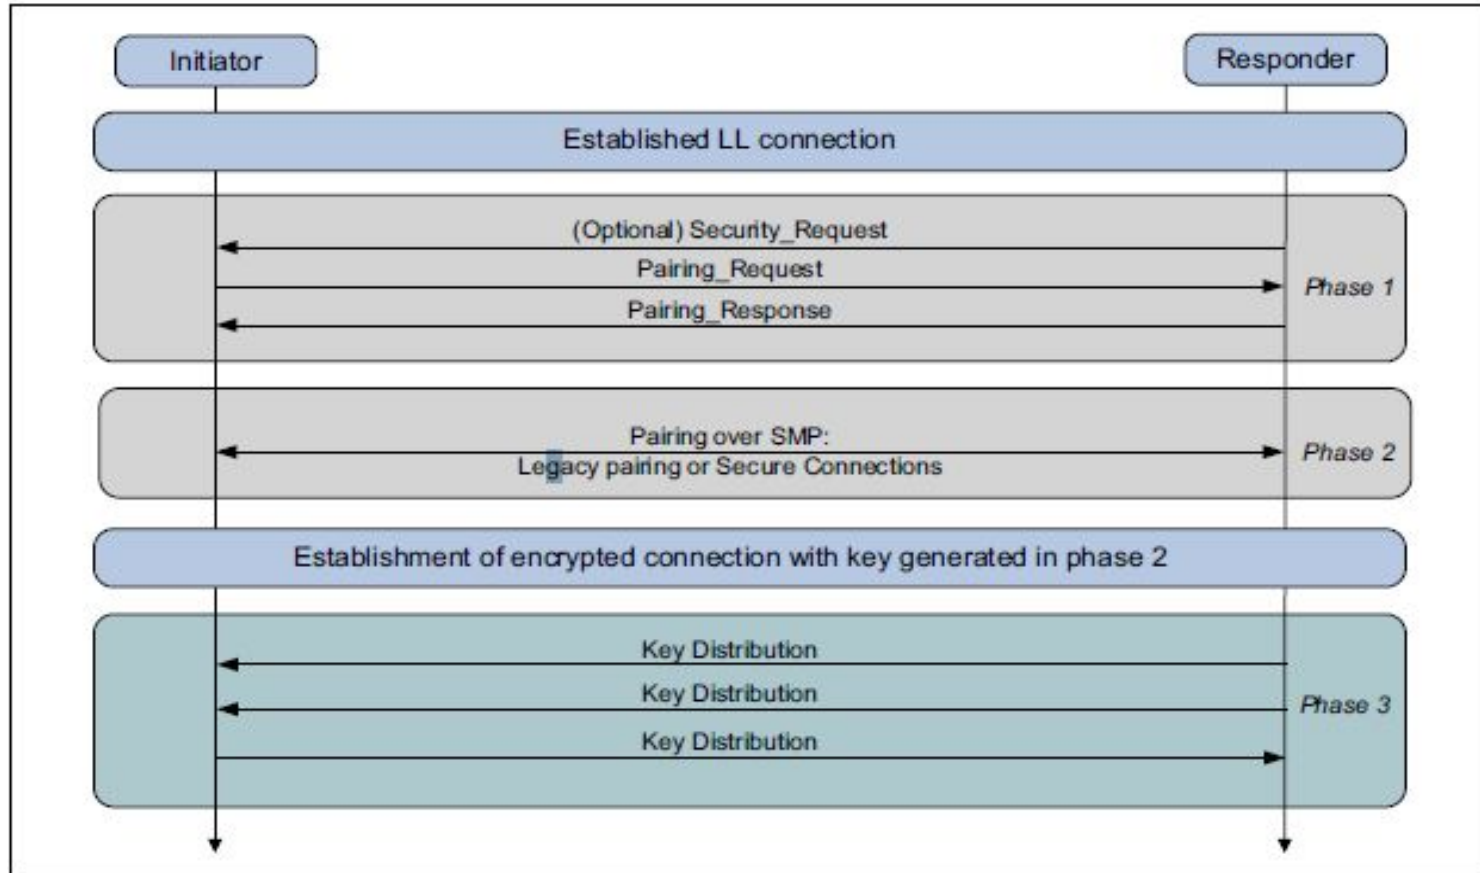 Initiator
Responder
Established LL connection
(Optional) Security_Request
Pairing_Request
Phase 1
Pairing_Response
Pairing over SMP:
Phase 2
Legacy pairing or Secure Connections
Establishment of encrypted connection with key generated in phase 2
Key Distribution
Key Distribution
Phase 3
Key Distribution